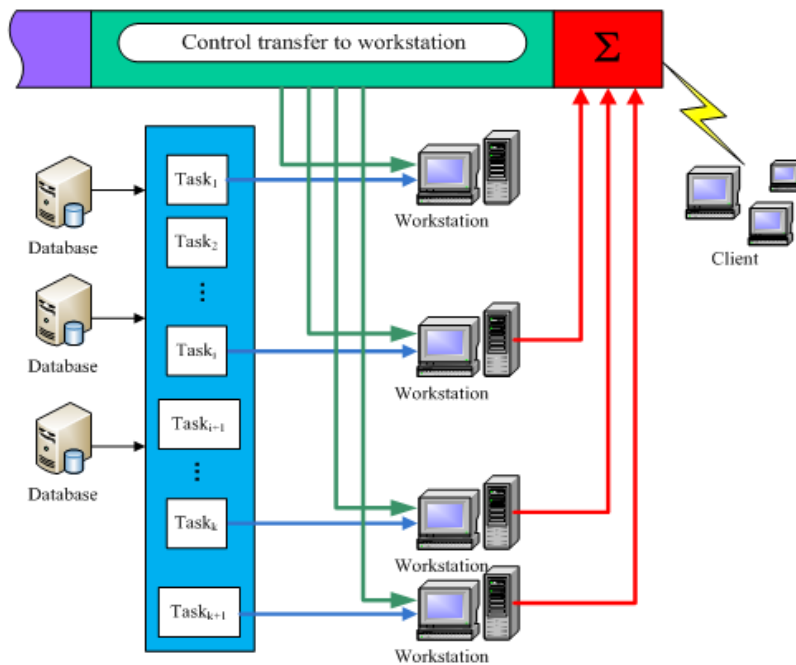 Control transfer to workstation
Σ
Task₁
Database
Workstation
Task₂
Client
...
Taskᵢ
Database
Workstation
Taskᵢ₊₁
Database
...
Taskₖ
Workstation
Taskₖ₊₁
Workstation